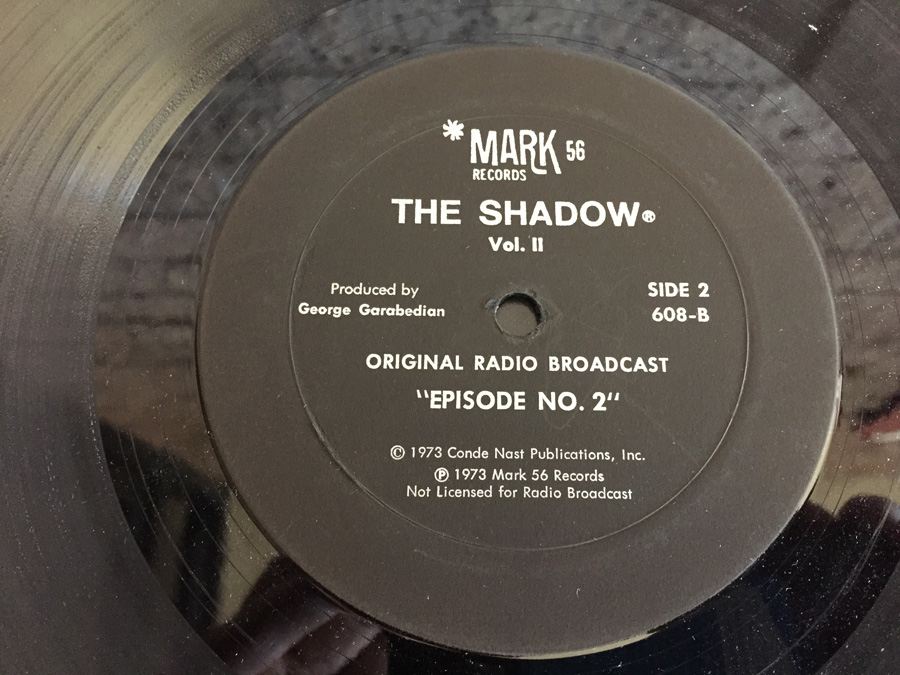 *MARK 56
RECORDS
THE SHADOW®
Vol. II
Produced by
George Garabedian
SIDE 2
608-B
ORIGINAL RADIO BROADCAST
"EPISODE NO. 2"
© 1973 Conde Nast Publications, Inc.
℗ 1973 Mark 56 Records
Not Licensed for Radio Broadcast